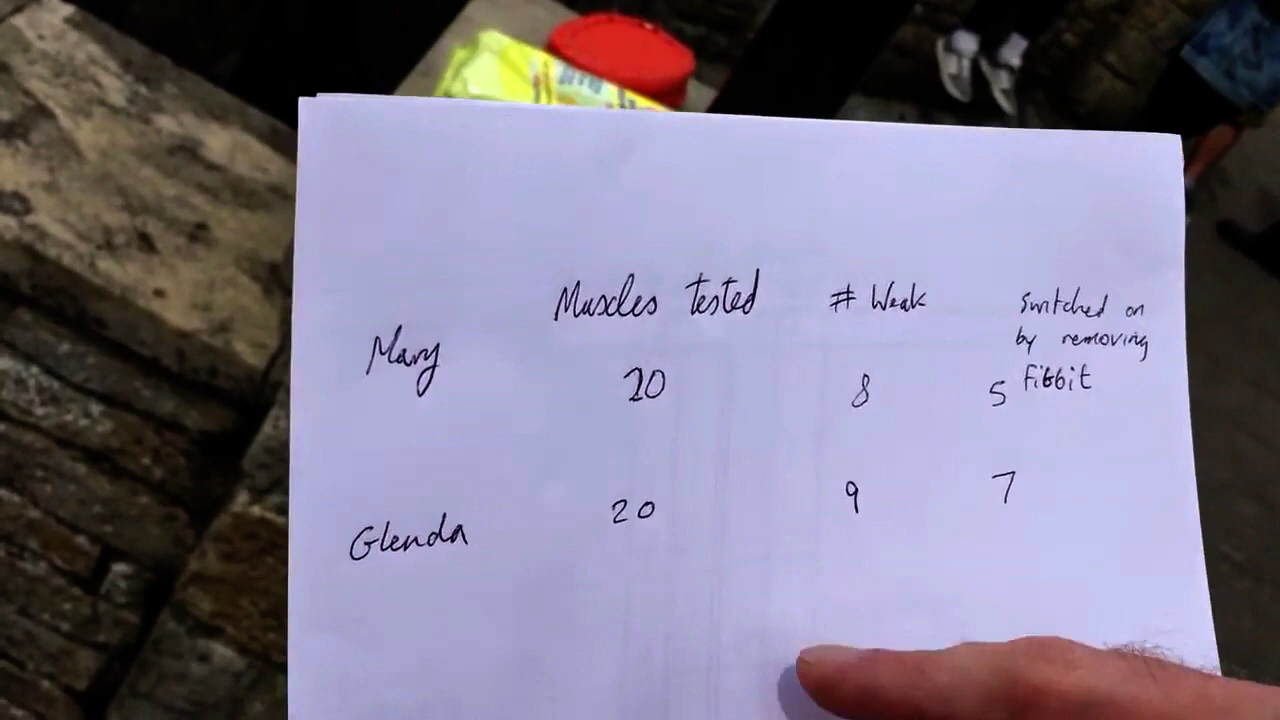 Muscles tested # Weak Switched on
by removing
Fitbit
Mary 20 8 5
Glenda 20 9 7